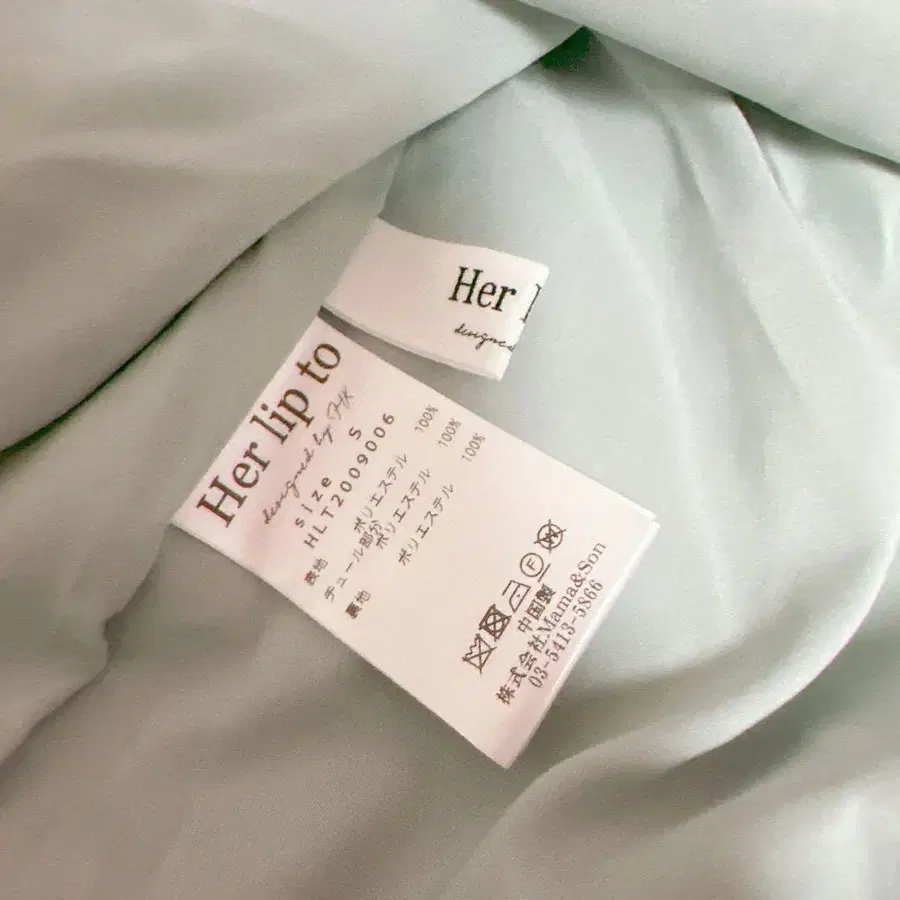 Her l
designed
Her lip to
designed by HK
size S
HLT2009006
表地 ポリエステル 100%
チュール部分 ポリエステル 100%
裏地 ポリエステル 100%
F
中国製
株式会社Mama&Son
03-5413-5866